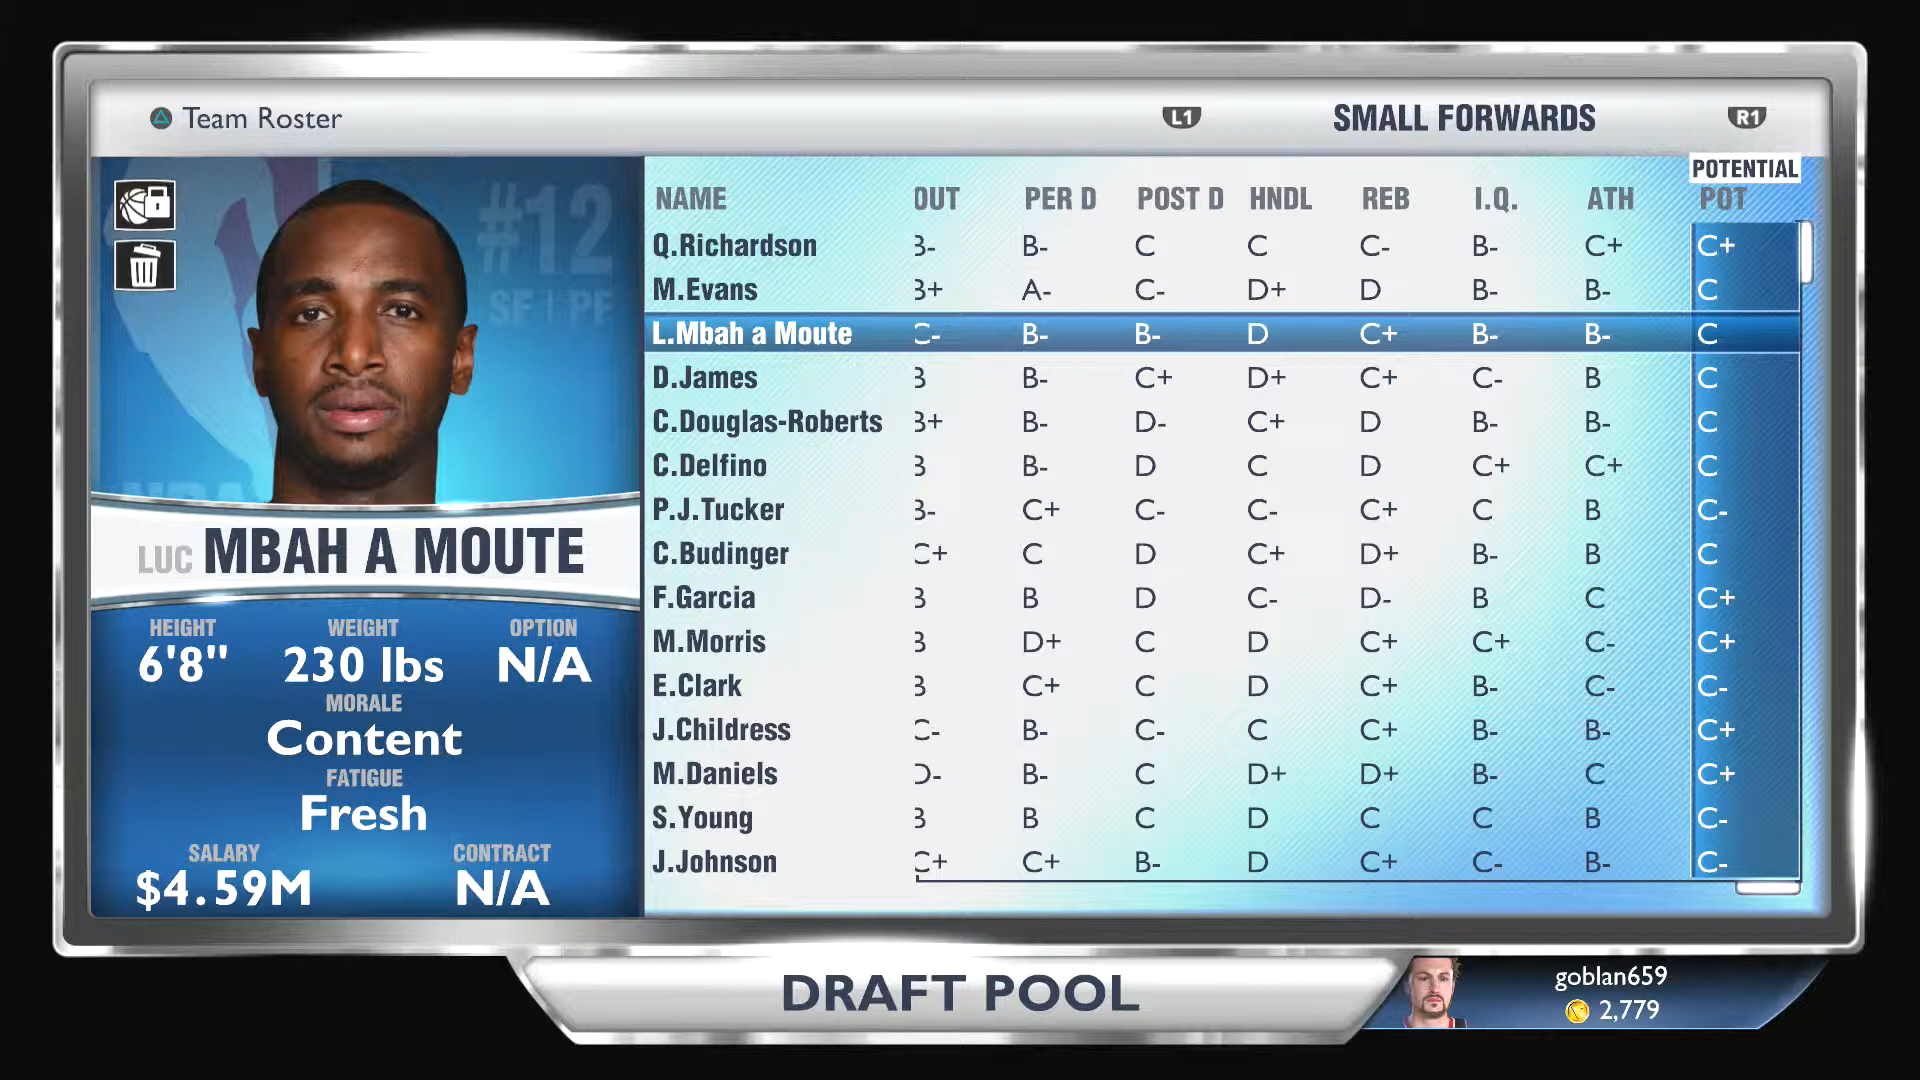 Team Roster
L1 SMALL FORWARDS R1
POTENTIAL
NAME OUT PER D POST D HNDL REB I.Q. ATH POT
Q.Richardson B- B- C C C- B- C+ C+
M.Evans B+ A- C- D+ D B- B- C
L.Mbah a Moute C- B- B- D C+ B- B- C
D.James B B- C+ D+ C+ C- B C
C.Douglas-Roberts B+ B- D- C+ D B- B- C
C.Delfino B B- D C D C+ C+ C
P.J.Tucker B- C+ C- C- C+ C B C-
C.Budinger C+ C D C+ D+ B- B C
F.Garcia B B D C- D- B C C+
M.Morris B D+ C D C+ C+ C- C+
E.Clark B C+ C D C+ B- C- C-
J.Childress C- B- C- C C+ B- B- C+
M.Daniels D- B- C D+ D+ B- C C+
S.Young B B C D C C B C-
J.Johnson C+ C+ B- D C+ C- B- C-
#12
SF | PF
LUC MBAH A MOUTE
HEIGHT WEIGHT OPTION
6'8" 230 lbs N/A
MORALE
Content
FATIGUE
Fresh
SALARY CONTRACT
$4.59M N/A
DRAFT POOL
goblan659
2,779